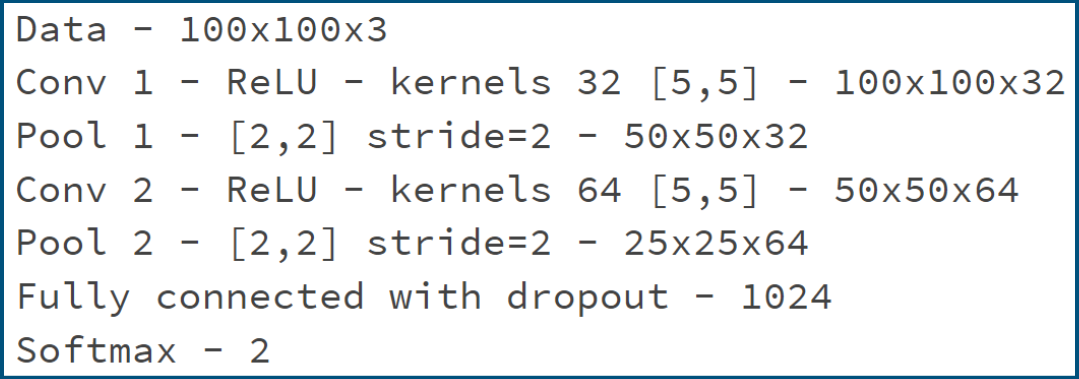 Data - 100x100x3
Conv 1 - ReLU - kernels 32 [5,5] - 100x100x32
Pool 1 - [2,2] stride=2 - 50x50x32
Conv 2 - ReLU - kernels 64 [5,5] - 50x50x64
Pool 2 - [2,2] stride=2 - 25x25x64
Fully connected with dropout - 1024
Softmax - 2